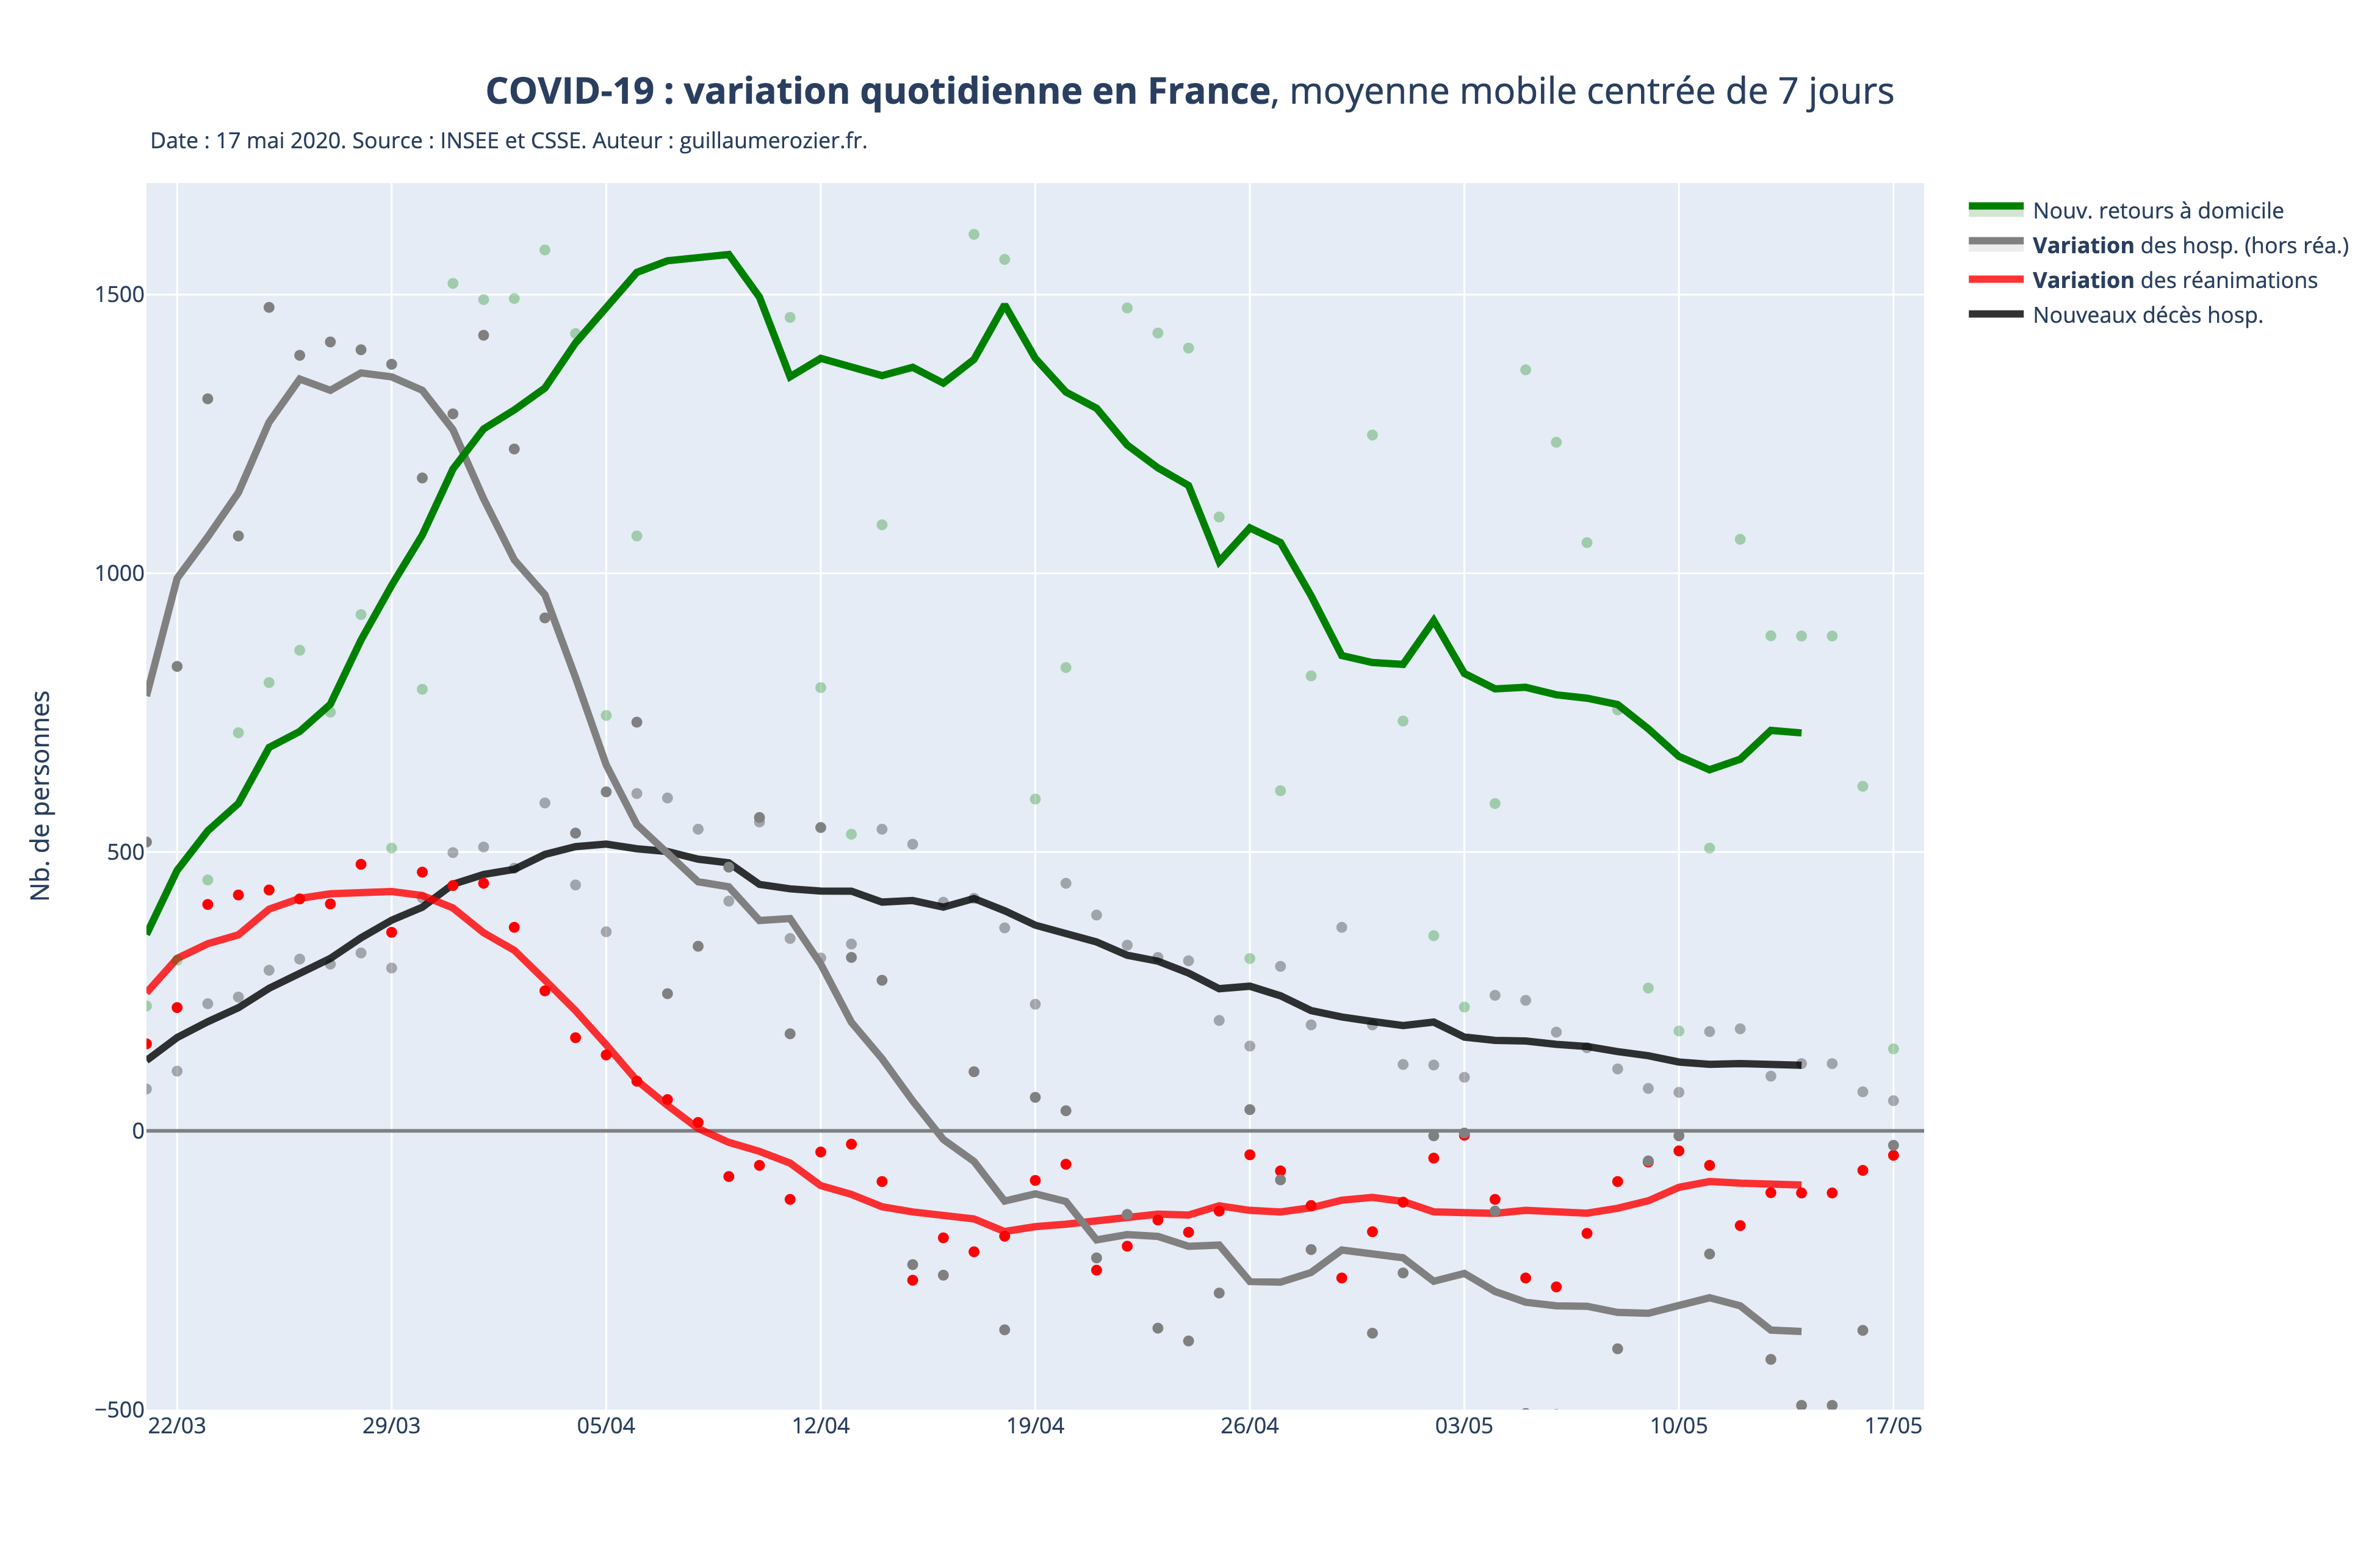 COVID-19 : variation quotidienne en France, moyenne mobile centrée de 7 jours
Date : 17 mai 2020. Source : INSEE et CSSE. Auteur : guillaumerozier.fr.
Nouv. retours à domicile
Variation des hosp. (hors réa.)
Variation des réanimations
Nouveaux décès hosp.
Nb. de personnes
1500
1000
500
0
−500
22/03
29/03
05/04
12/04
19/04
26/04
03/05
10/05
17/05